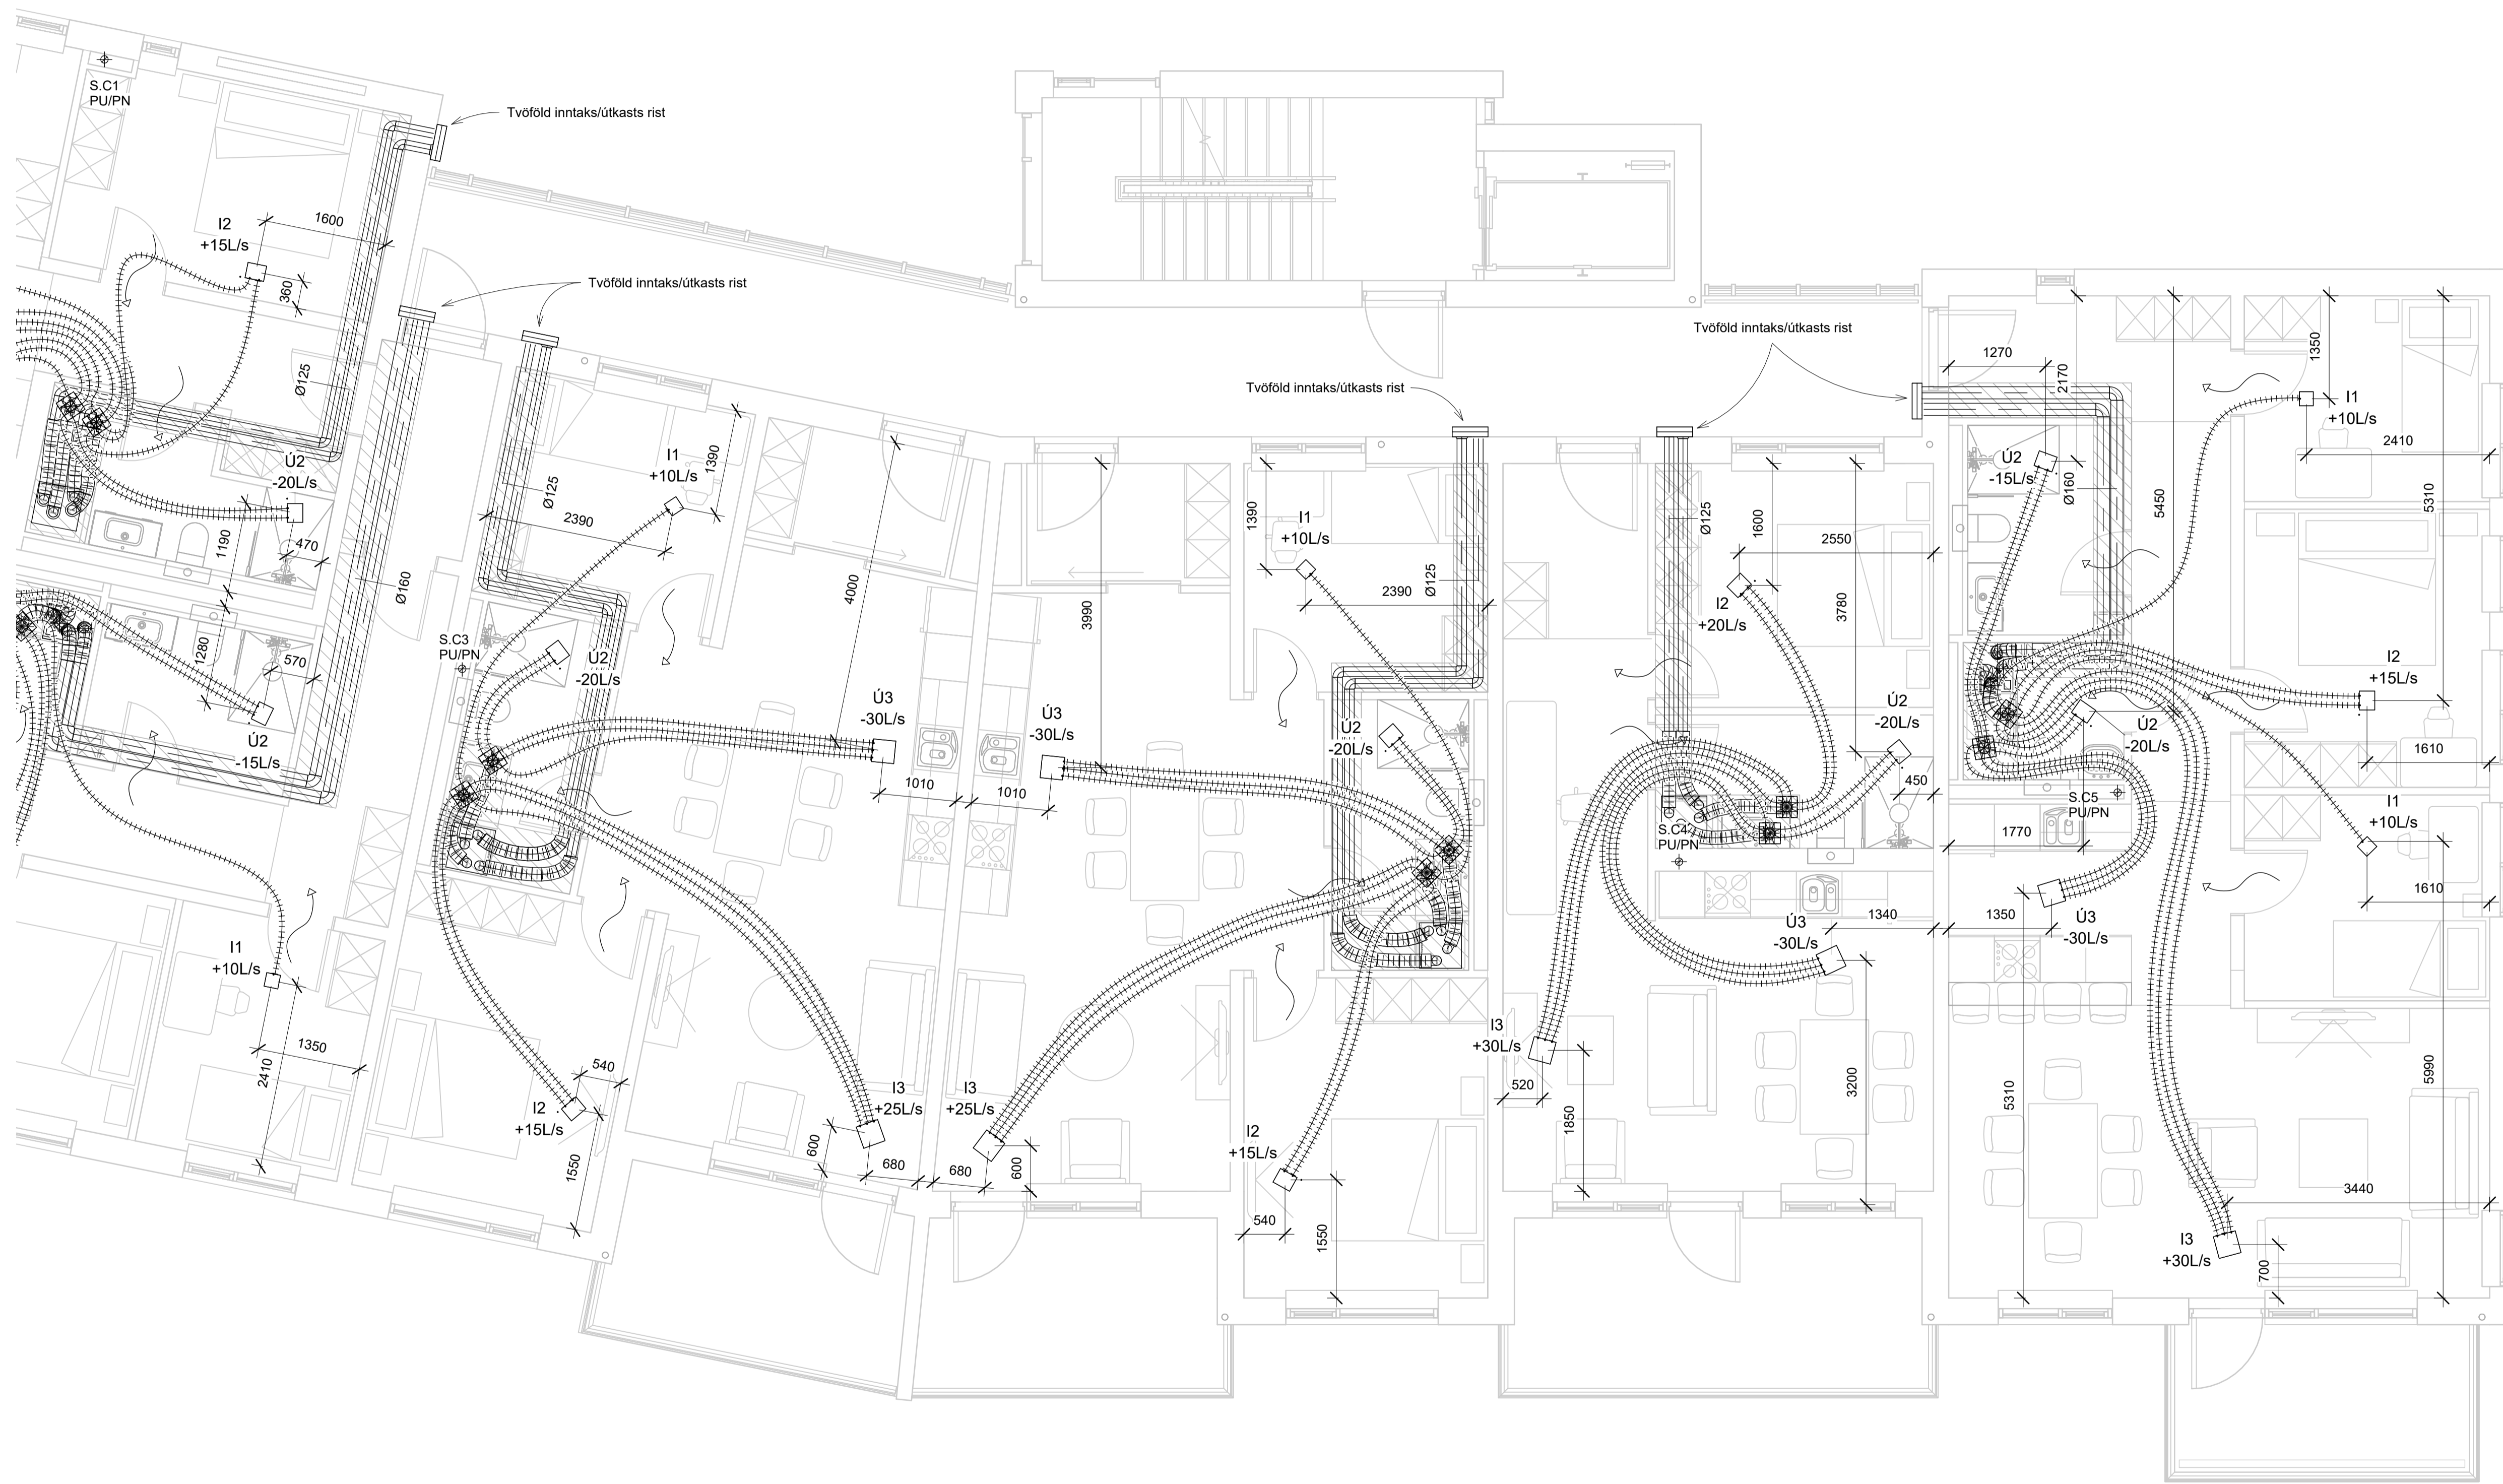 S.C1
PU/PN
Tvöföld inntaks/útkasts rist
I2
+15L/s
1600
360
Ø125
Ú2
-20L/s
1190
470
Ø160
1280
570
Ú2
-15L/s
I1
+10L/s
1350
2410
Tvöföld inntaks/útkasts rist
Ø125
I1
+10L/s
1390
2390
S.C3
PU/PN
Ú2
-20L/s
4000
Ú3
-30L/s
1010
I2
+15L/s
540
1550
I3
+25L/s
600
680
Tvöföld inntaks/útkasts rist
3990
Ú3
-30L/s
1010
1390
I1
+10L/s
2390
Ø125
Ú2
-20L/s
I3
+25L/s
680
600
I2
+15L/s
540
1550
Tvöföld inntaks/útkasts rist
Ø125
1600
2550
I2
+20L/s
3780
Ú2
-20L/s
450
S.C4
PU/PN
Ú3
-30L/s
1340
I3
+30L/s
520
1850
3200
1270
2170
Ú2
-15L/s
Ø160
5450
1350
I1
+10L/s
2410
5310
I2
+15L/s
1610
Ú2
-20L/s
S.C5
PU/PN
1770
I1
+10L/s
1610
1350
Ú3
-30L/s
5310
5990
3440
I3
+30L/s
700